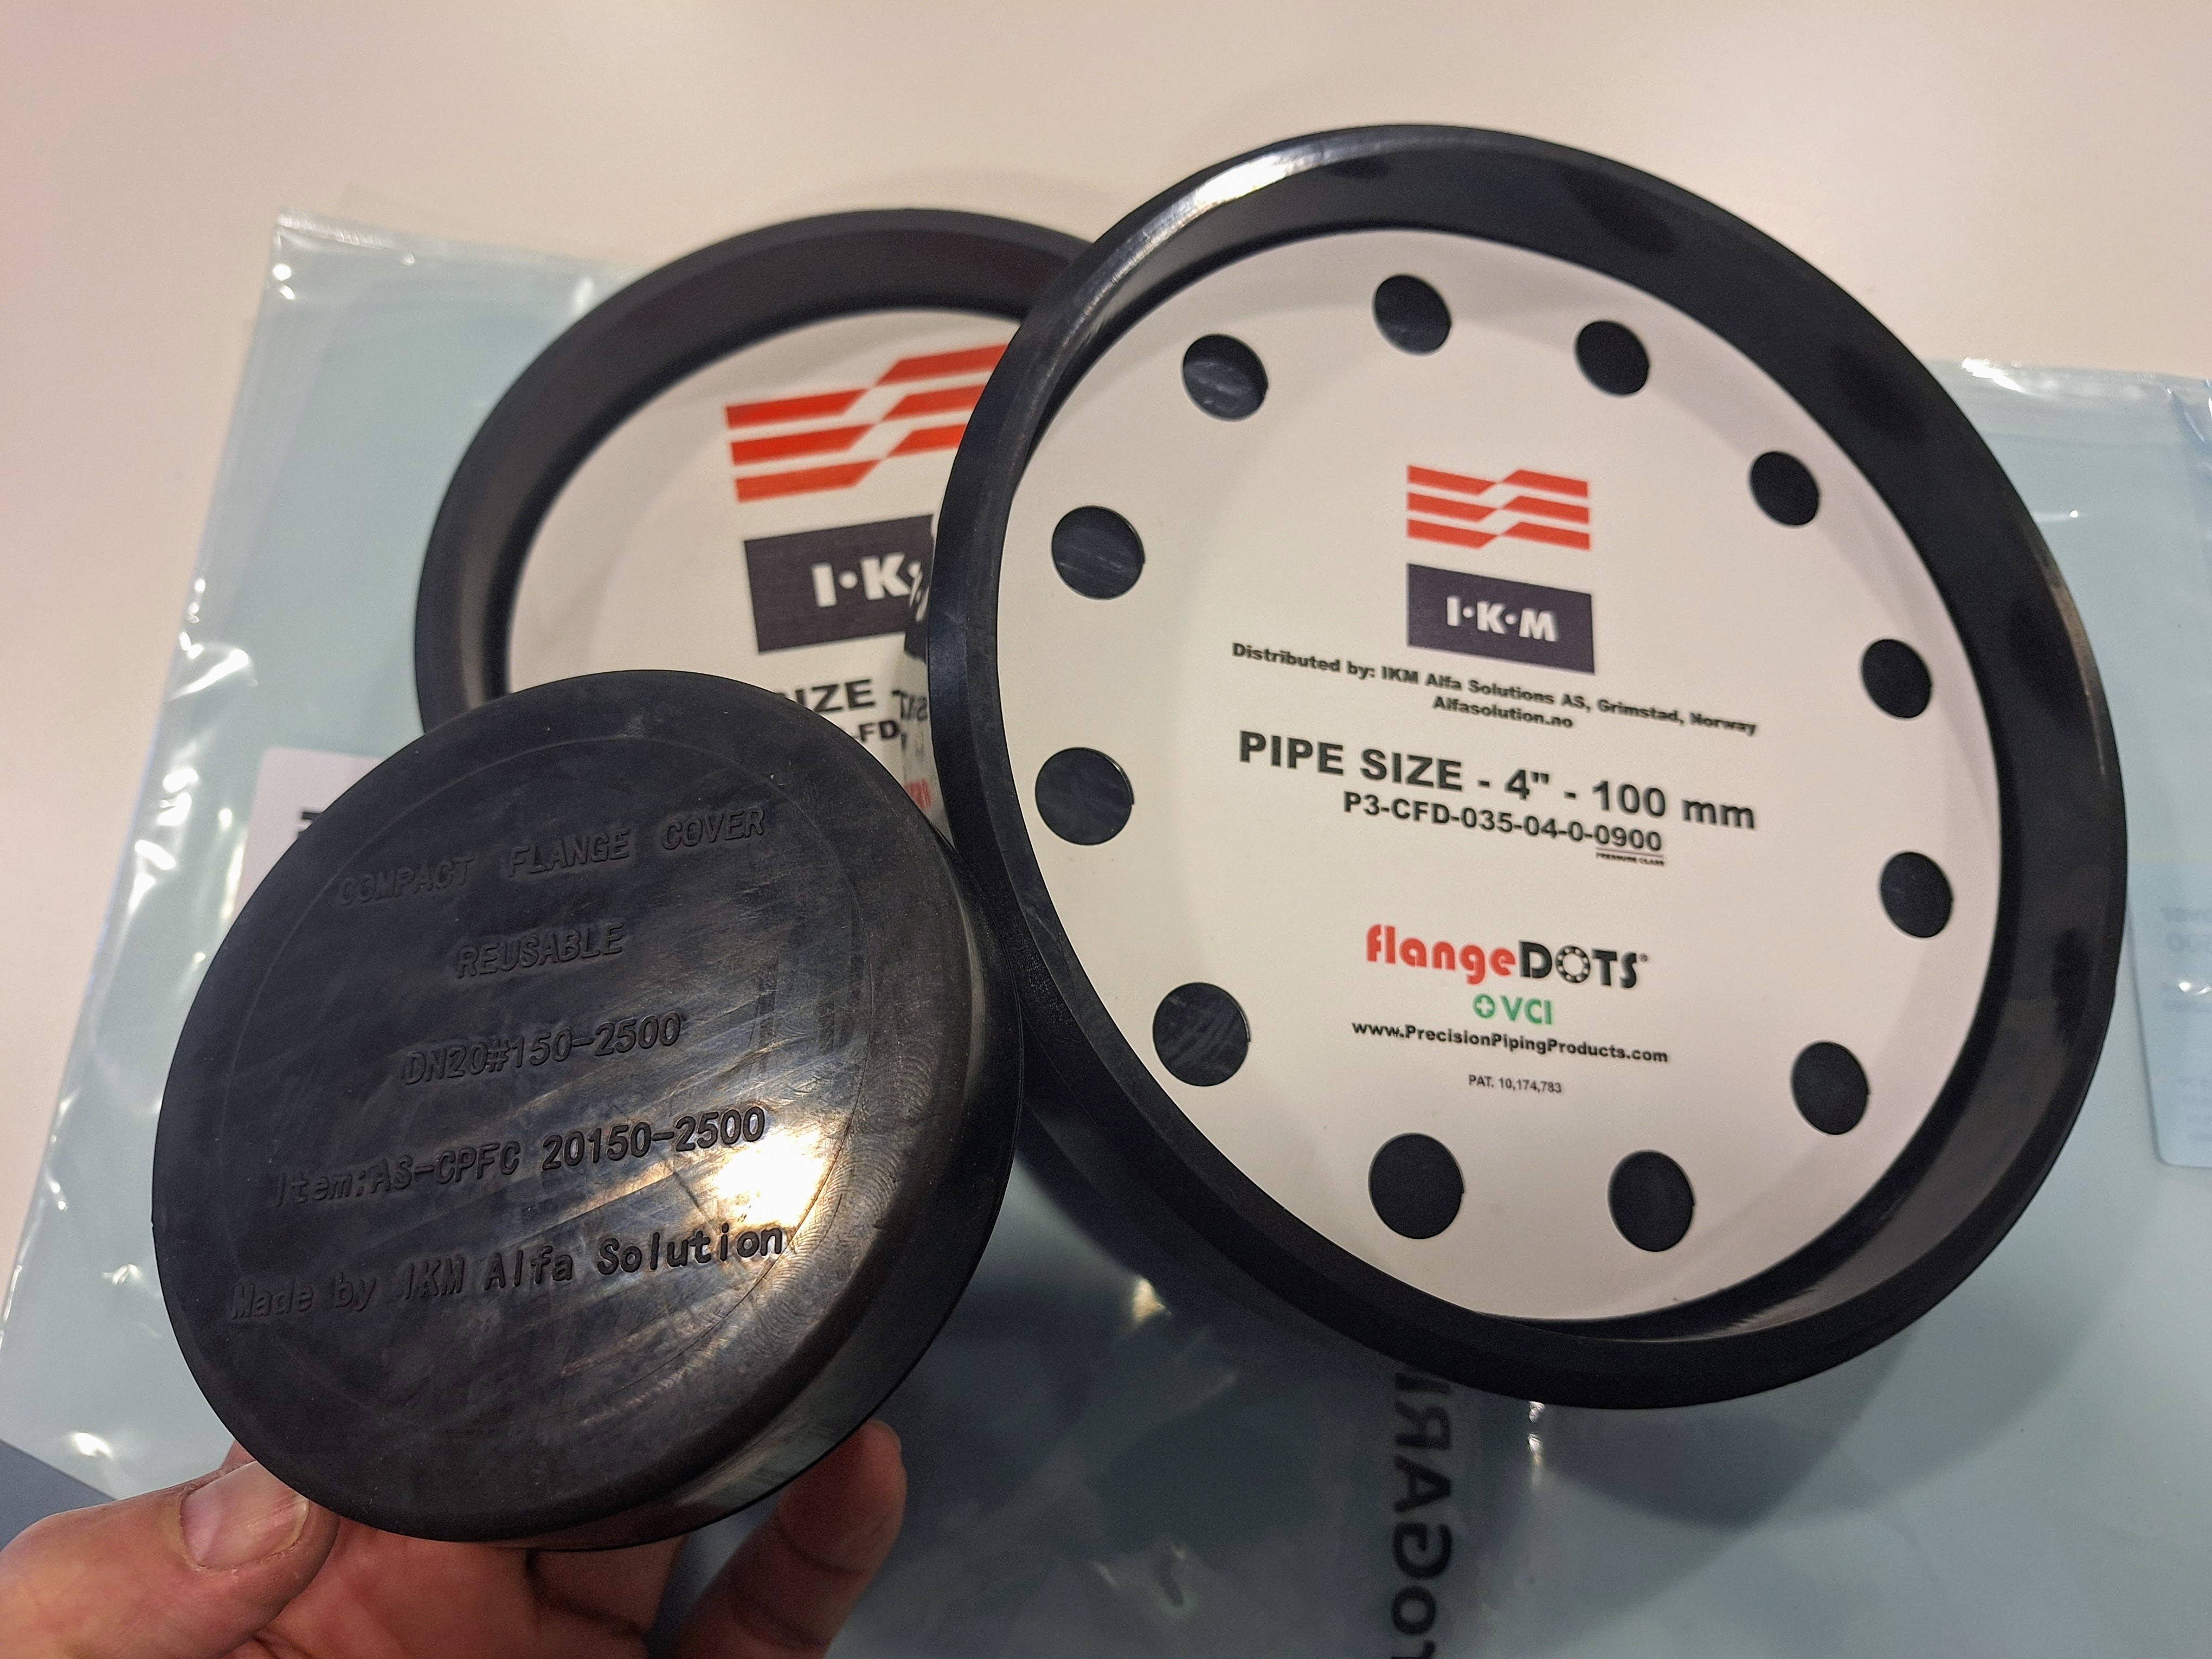 I·K·
SIZE
-FD
COMPACT FLANGE COVER
REUSABLE
DN20#150-2500
Item:AS-CPFC 20150-2500
Made by IKM Alfa Solution
I·K·M
Distributed by: IKM Alfa Solutions AS, Grimstad, Norway
Alfasolution.no
PIPE SIZE - 4" - 100 mm
P3-CFD-035-04-0-0900
PRESSURE CLASS
flangeDOTS®
VCI
www.PrecisionPipingProducts.com
PAT. 10,174,783